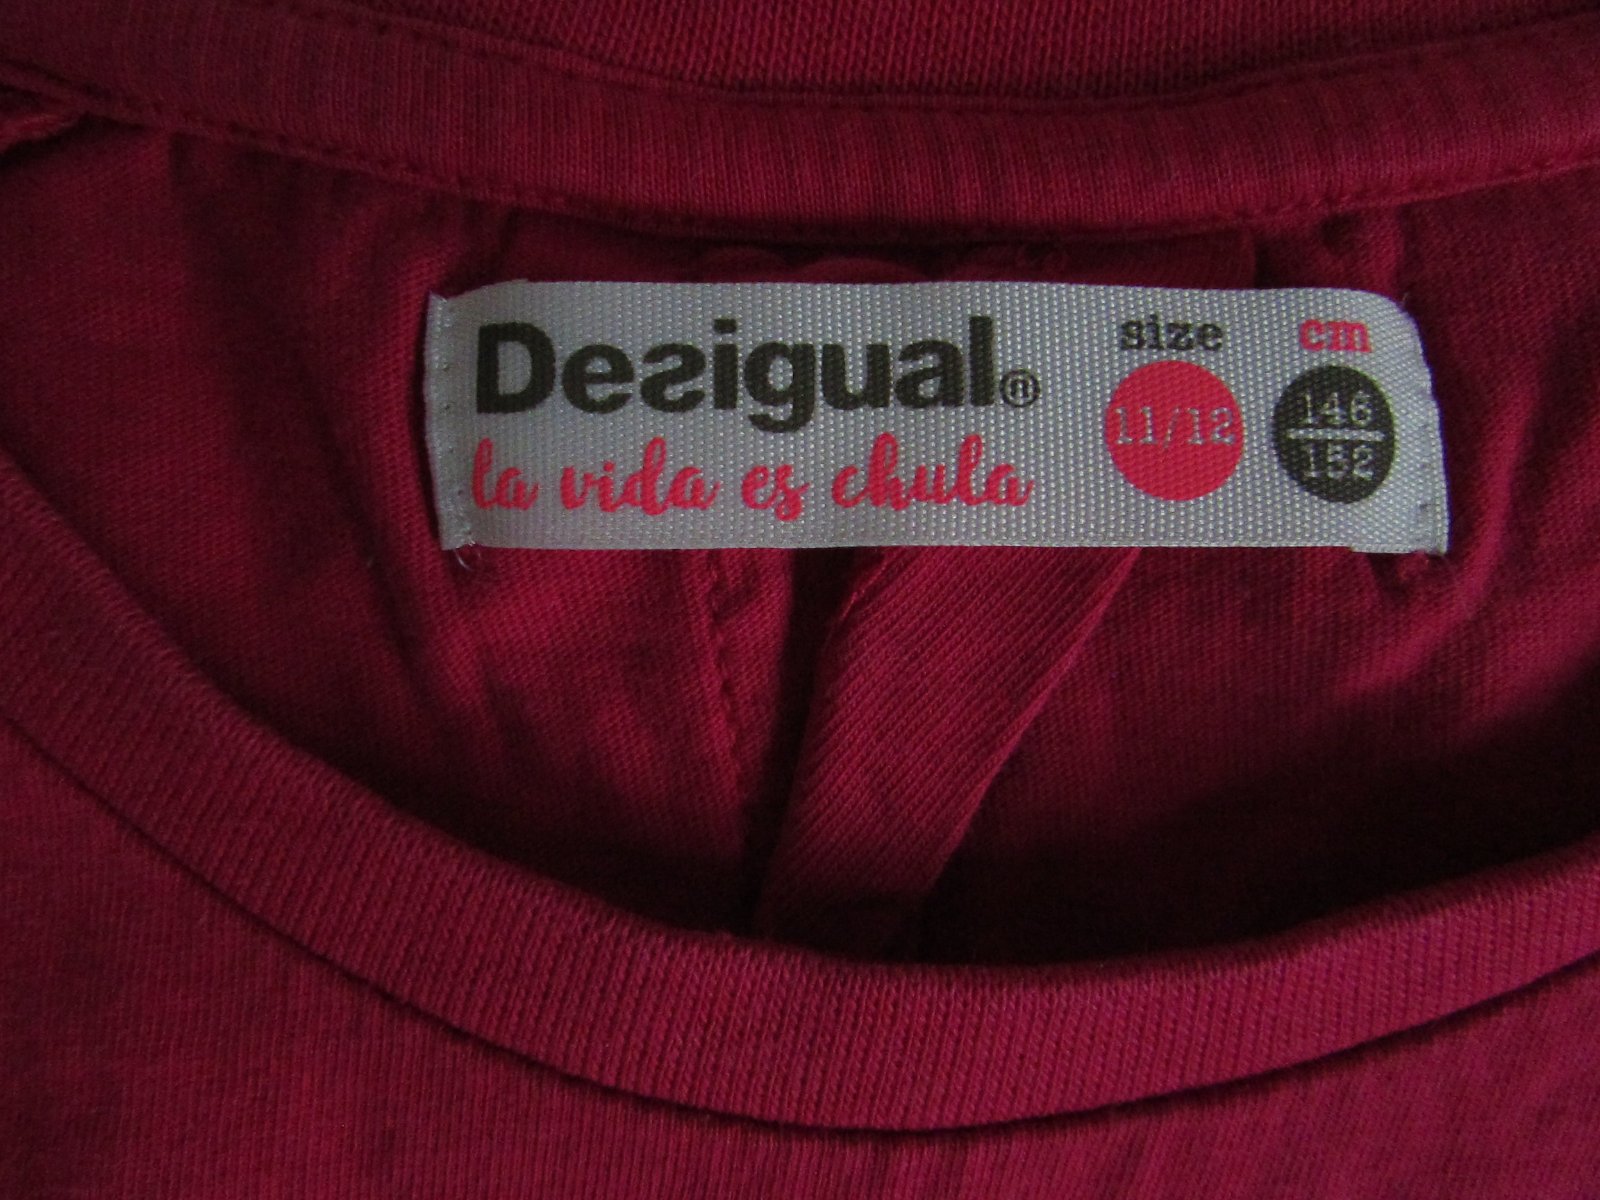 Desigual®
la vida es chula
size
11/12
cm
146
152